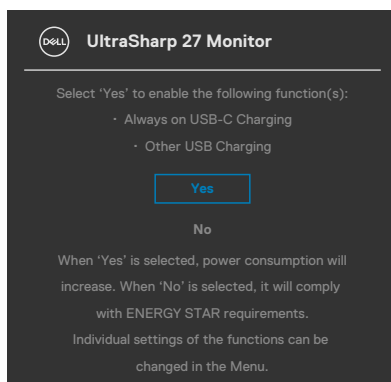 DELL UltraSharp 27 Monitor
Select ‘Yes’ to enable the following function(s):
· Always on USB-C Charging
· Other USB Charging
Yes
No
When ‘Yes’ is selected, power consumption will
increase. When ‘No’ is selected, it will comply
with ENERGY STAR requirements.
Individual settings of the functions can be
changed in the Menu.